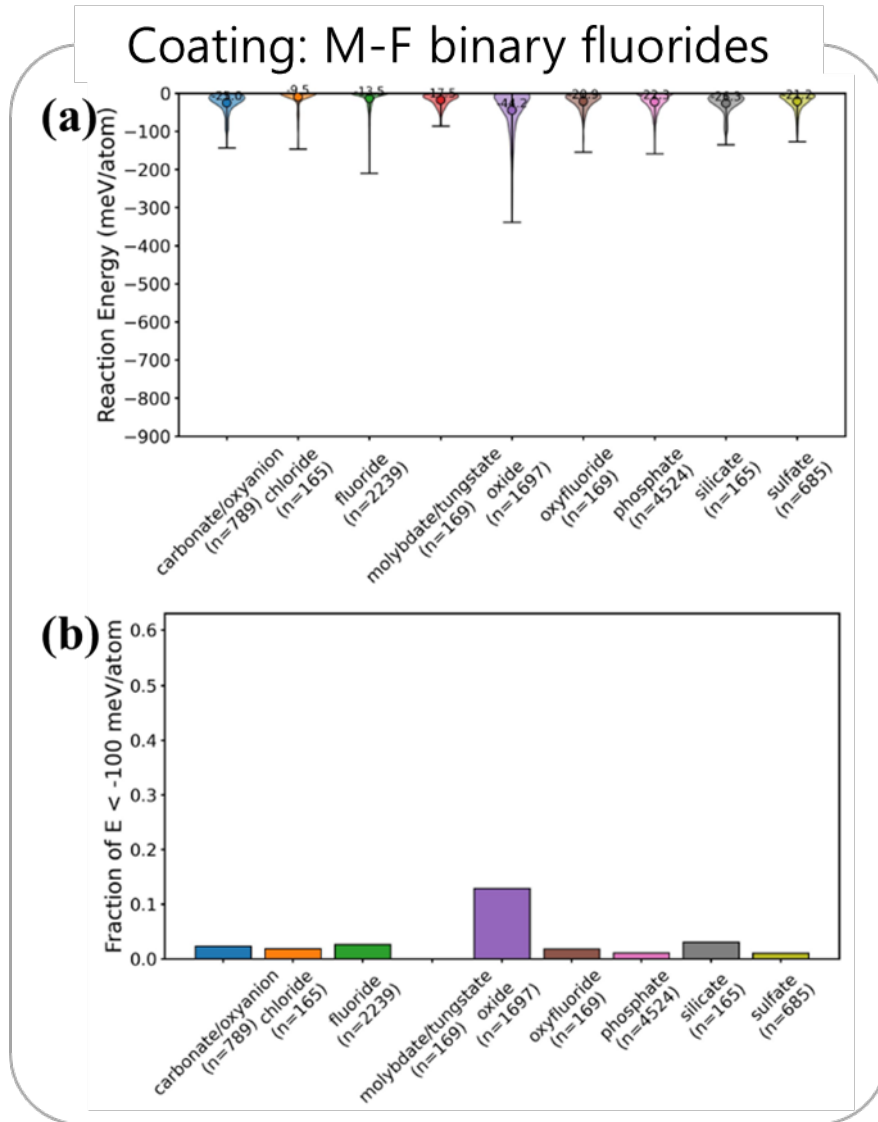 Coating: M-F binary fluorides
(a)
Reaction Energy (meV/atom)
0
−100
−200
−300
−400
−500
−600
−700
−800
−900
-9.5
-13.5
-17.5
-44.2
carbonate/oxyanion
(n=789)
chloride
(n=165)
fluoride
(n=2239)
molybdate/tungstate
(n=169)
oxide
(n=1697)
oxyfluoride
(n=169)
phosphate
(n=4524)
silicate
(n=165)
sulfate
(n=685)
(b)
Fraction of E < -100 meV/atom
0.6
0.5
0.4
0.3
0.2
0.1
0.0
carbonate/oxyanion
(n=789)
chloride
(n=165)
fluoride
(n=2239)
molybdate/tungstate
(n=169)
oxide
(n=1697)
oxyfluoride
(n=169)
phosphate
(n=4524)
silicate
(n=165)
sulfate
(n=685)